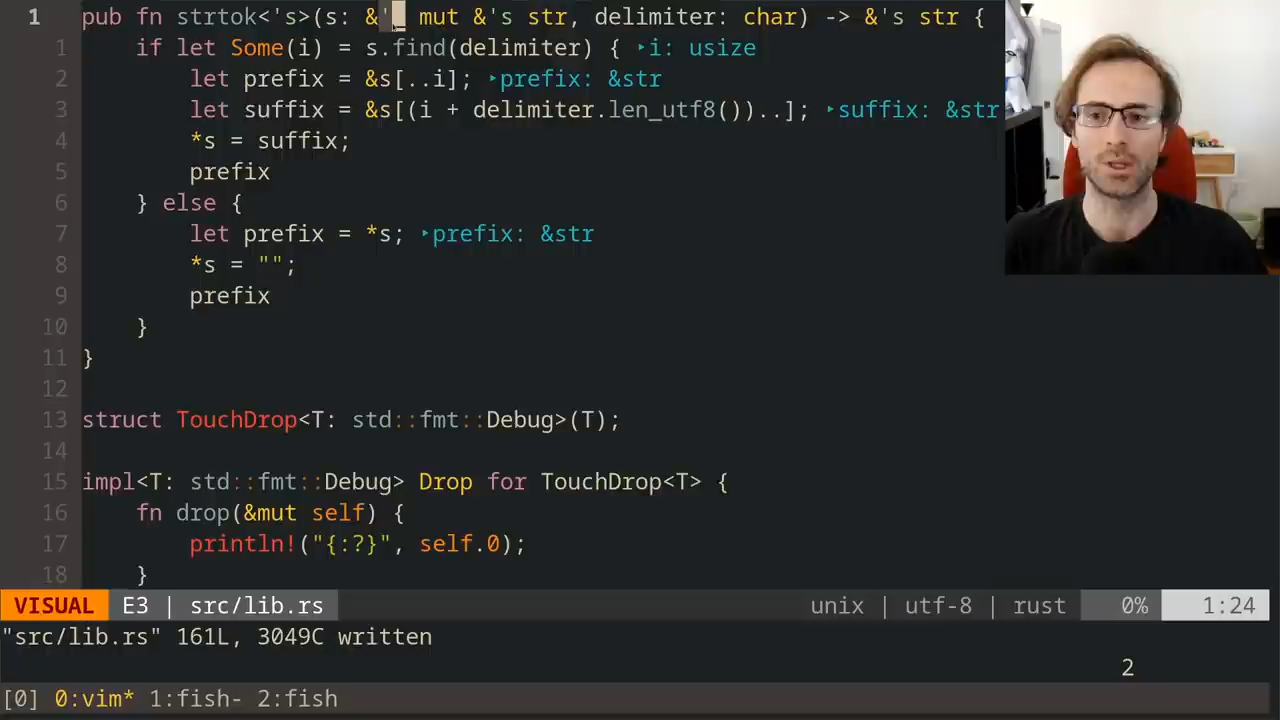 1 pub fn strtok<'s>(s: &'_ mut &'s str, delimiter: char) -> &'s str {
1 if let Some(i) = s.find(delimiter) { ‣i: usize
2 let prefix = &s[..i]; ‣prefix: &str
3 let suffix = &s[(i + delimiter.len_utf8())..]; ‣suffix: &str
4 *s = suffix;
5 prefix
6 } else {
7 let prefix = *s; ‣prefix: &str
8 *s = "";
9 prefix
10 }
11 }
12
13 struct TouchDrop<T: std::fmt::Debug>(T);
14
15 impl<T: std::fmt::Debug> Drop for TouchDrop<T> {
16 fn drop(&mut self) {
17 println!("{:?}", self.0);
18 }
VISUAL E3 | src/lib.rs unix | utf-8 | rust 0% 1:24
"src/lib.rs" 161L, 3049C written
2
[0] 0:vim* 1:fish- 2:fish